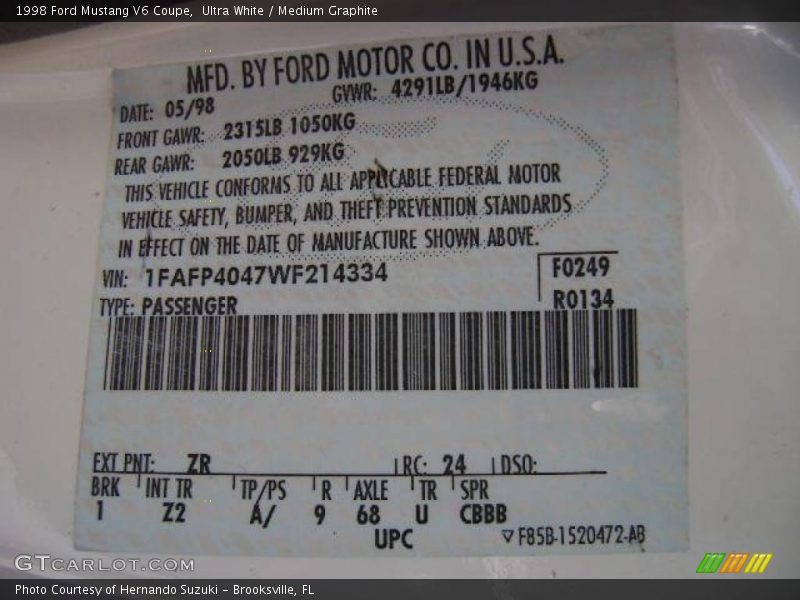 1998 Ford Mustang V6 Coupe,  Ultra White / Medium Graphite
MFD. BY FORD MOTOR CO. IN U.S.A.
DATE: 05/98 GVWR: 4291LB/1946KG
FRONT GAWR: 2315LB 1050KG
REAR GAWR: 2050LB 929KG
THIS VEHICLE CONFORMS TO ALL APPLICABLE FEDERAL MOTOR
VEHICLE SAFETY, BUMPER, AND THEFT PREVENTION STANDARDS
IN EFFECT ON THE DATE OF MANUFACTURE SHOWN ABOVE.
VIN: 1FAFP4047WF214334 F0249
TYPE: PASSENGER R0134
EXT PNT: ZR RC: 24 DSO:
BRK INT TR TP/PS R AXLE TR SPR
1 Z2 A/ 9 68 U CBBB
UPC F85B-1520472-AB
GTCarLot.com
Photo Courtesy of Hernando Suzuki - Brooksville, FL